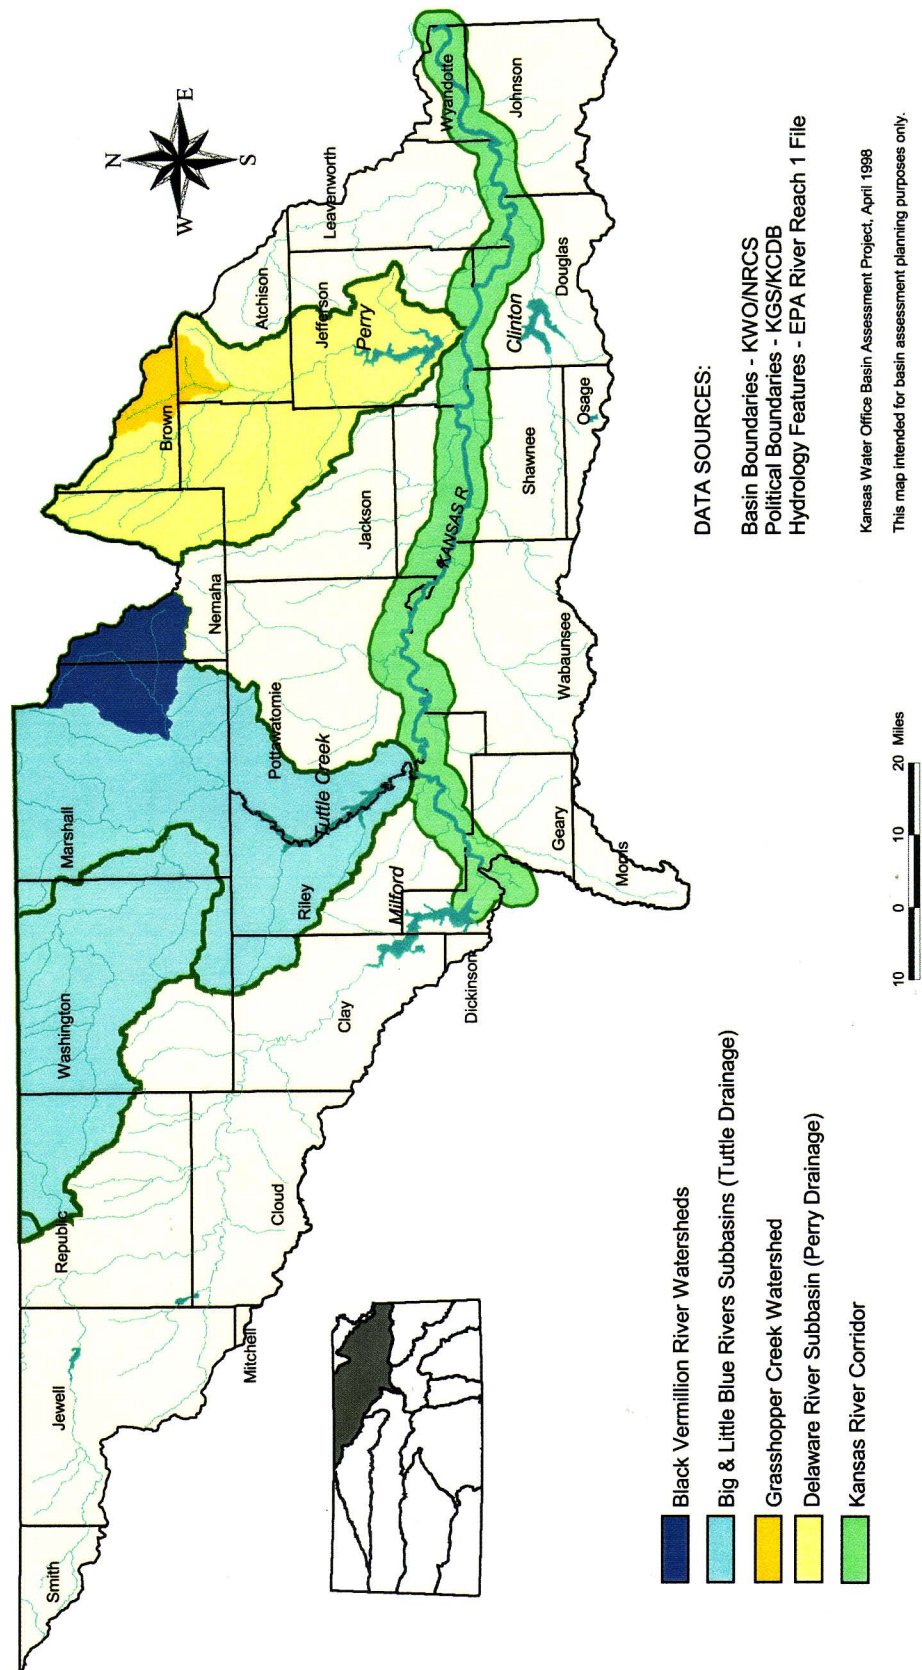 N
W
E
S
Smith
Jewell
Mitchell
Republic
Cloud
Washington
Clay
Dickinson
Marshall
Riley
Milford
Geary
Morris
Pottawatomie
Tuttle Creek
Nemaha
Wabaunsee
Brown
Jackson
KANSAS R
Shawnee
Osage
Atchison
Jefferson
Perry
Leavenworth
Clinton
Douglas
Wyandotte
Johnson
Black Vermillion River Watersheds
Big & Little Blue Rivers Subbasins (Tuttle Drainage)
Grasshopper Creek Watershed
Delaware River Subbasin (Perry Drainage)
Kansas River Corridor
10 0 10 20 Miles
DATA SOURCES:
Basin Boundaries - KWO/NRCS
Political Boundaries - KGS/KCDB
Hydrology Features - EPA River Reach 1 File
Kansas Water Office Basin Assessment Project, April 1998
This map intended for basin assessment planning purposes only.